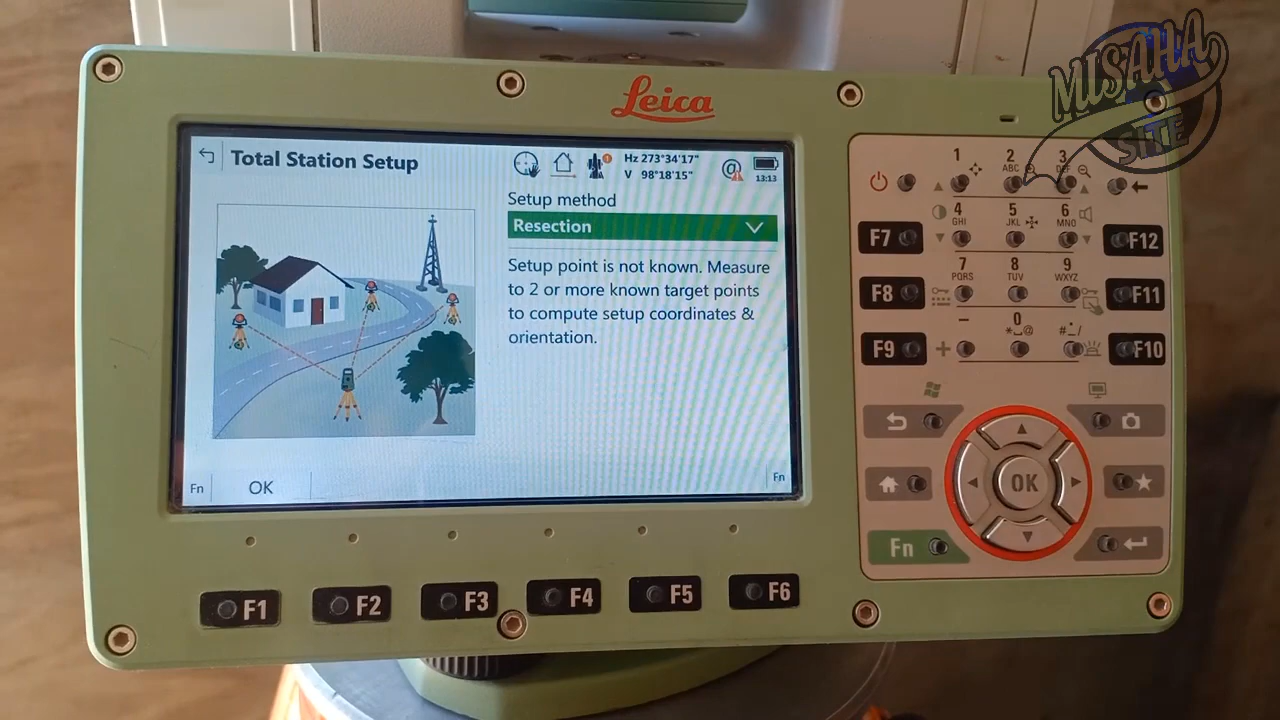 MISAHA
SITE
Leica
Total Station Setup
Hz 273°34'17"
V 98°18'15"
13:13
Setup method
Resection
Setup point is not known. Measure
to 2 or more known target points
to compute setup coordinates &
orientation.
Fn
OK
Fn
F1
F2
F3
F4
F5
F6
1
2
ABC
3
DEF
F7
4
GHI
5
JKL
6
MNO
F12
F8
7
PQRS
8
TUV
9
WXYZ
F11
F9
+
−
0
*␣@
#·_/
F10
OK
Fn